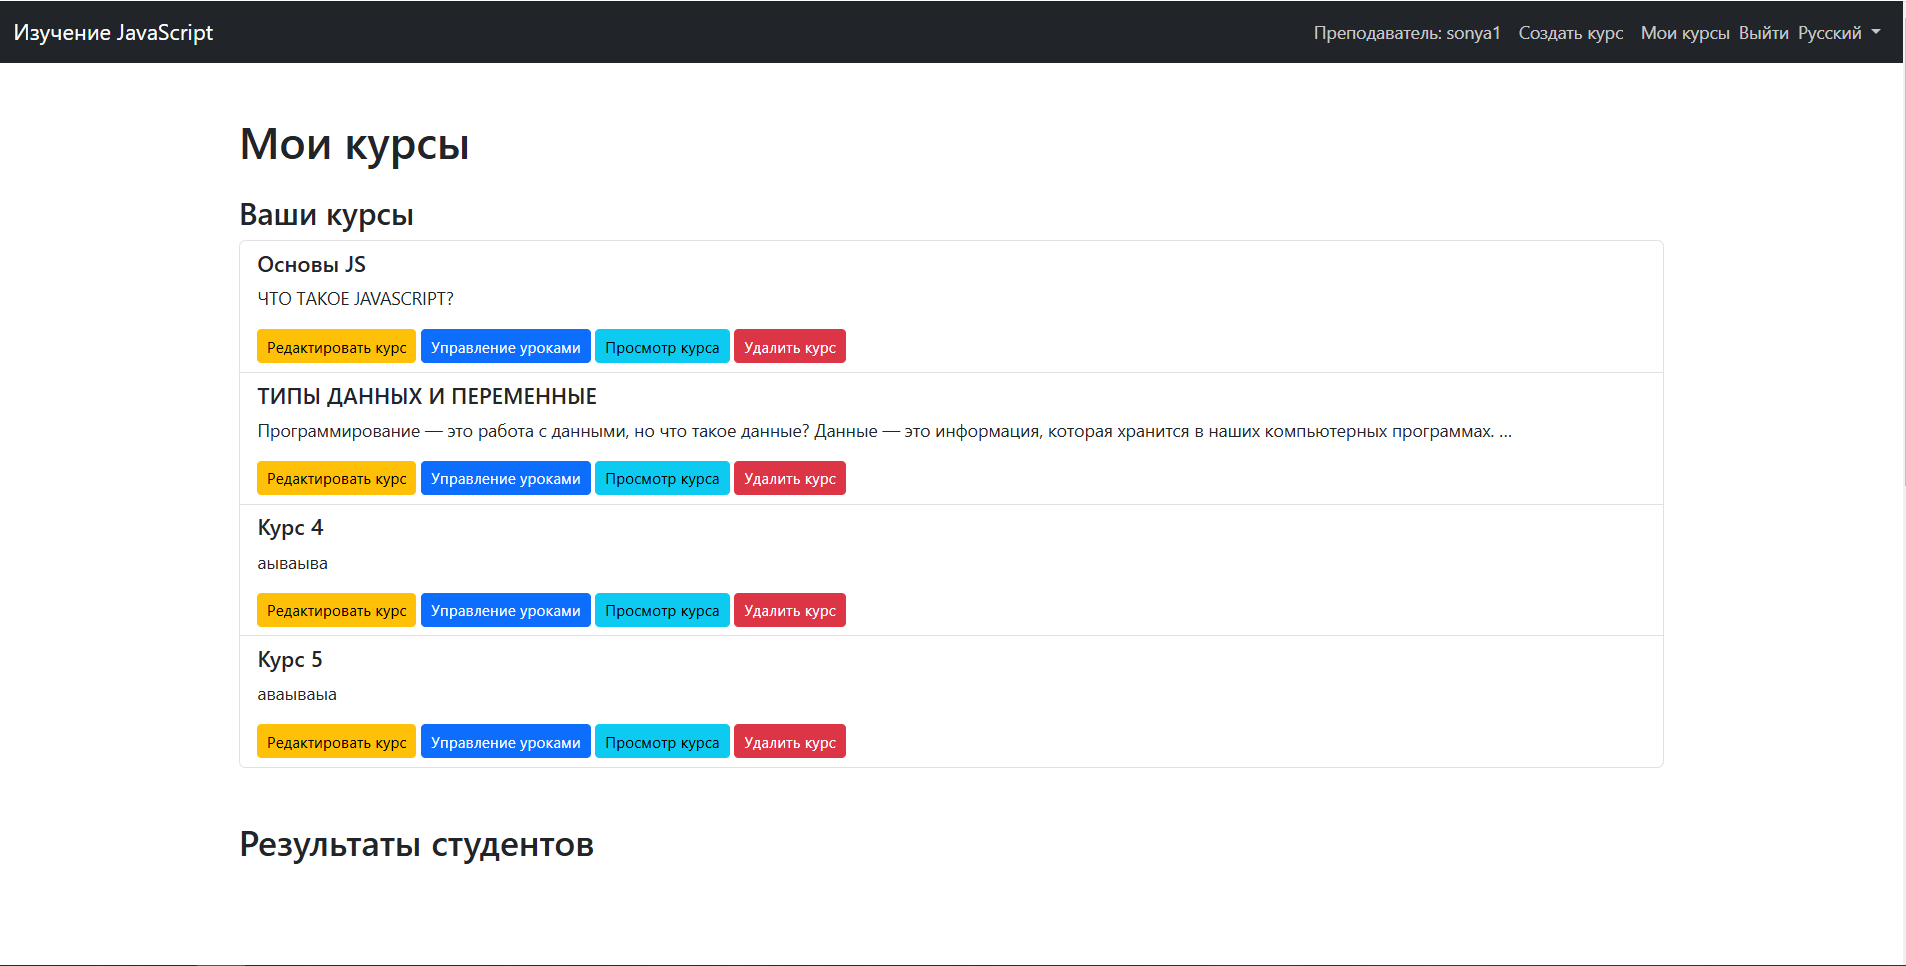 Изучение JavaScript
Преподаватель: sonya1 Создать курс Мои курсы Выйти Русский
Мои курсы
Ваши курсы
Основы JS
ЧТО ТАКОЕ JAVASCRIPT?
Редактировать курс Управление уроками Просмотр курса Удалить курс
ТИПЫ ДАННЫХ И ПЕРЕМЕННЫЕ
Программирование — это работа с данными, но что такое данные? Данные — это информация, которая хранится в наших компьютерных программах. ...
Редактировать курс Управление уроками Просмотр курса Удалить курс
Курс 4
аываыва
Редактировать курс Управление уроками Просмотр курса Удалить курс
Курс 5
аваываыа
Редактировать курс Управление уроками Просмотр курса Удалить курс
Результаты студентов